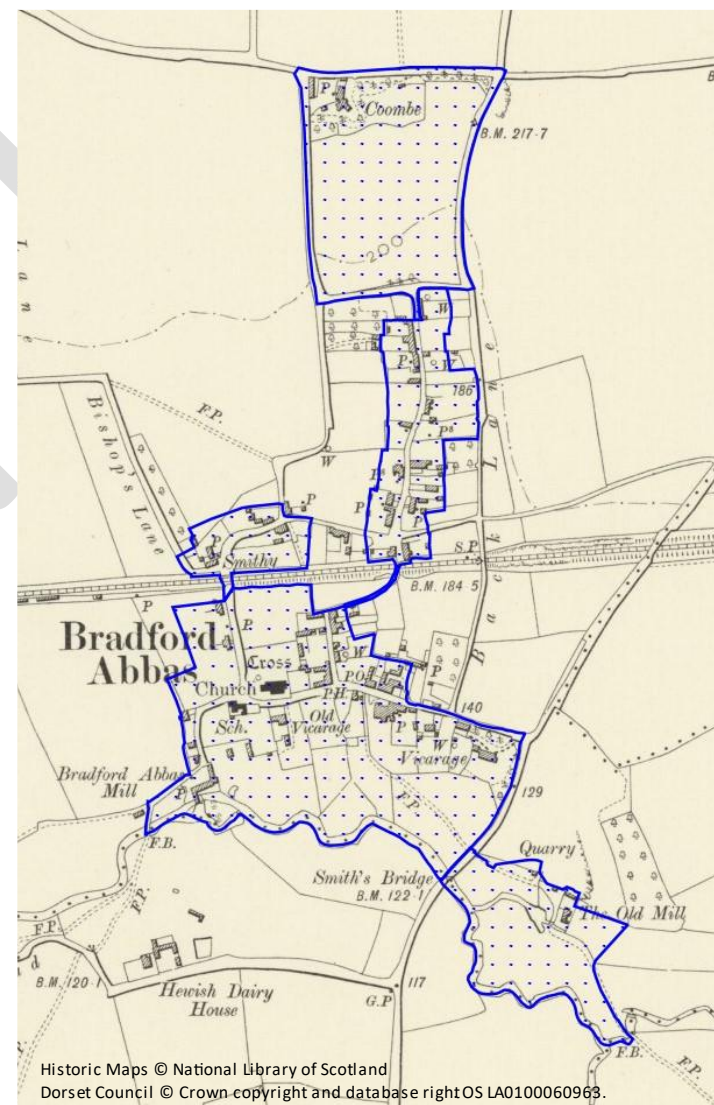 P
Coombe
B.M. 217·7
200
W
Lane
P
W
186
F.P.
Pˢ
Bishop's Lane
Back Lane
W
P
P
P
P
Smithy
S.P.
B.M. 184·5
P
Bradford
Abbas
P.
Cross
W
P.O.
P
Church
P.H.
140
Sch.
Old
Vicarage
P
W
Vicarage
Bradford Abbas
Mill
P
F.P.
129
F.B.
Quarry
Smith's Bridge
B.M. 122·1
The Old Mill
F.P.
F.P.
B.M. 120·1
117
Hewish Dairy
House
G.P
F.B.
F.P.
Historic Maps © National Library of Scotland
Dorset Council © Crown copyright and database right OS LA0100060963.